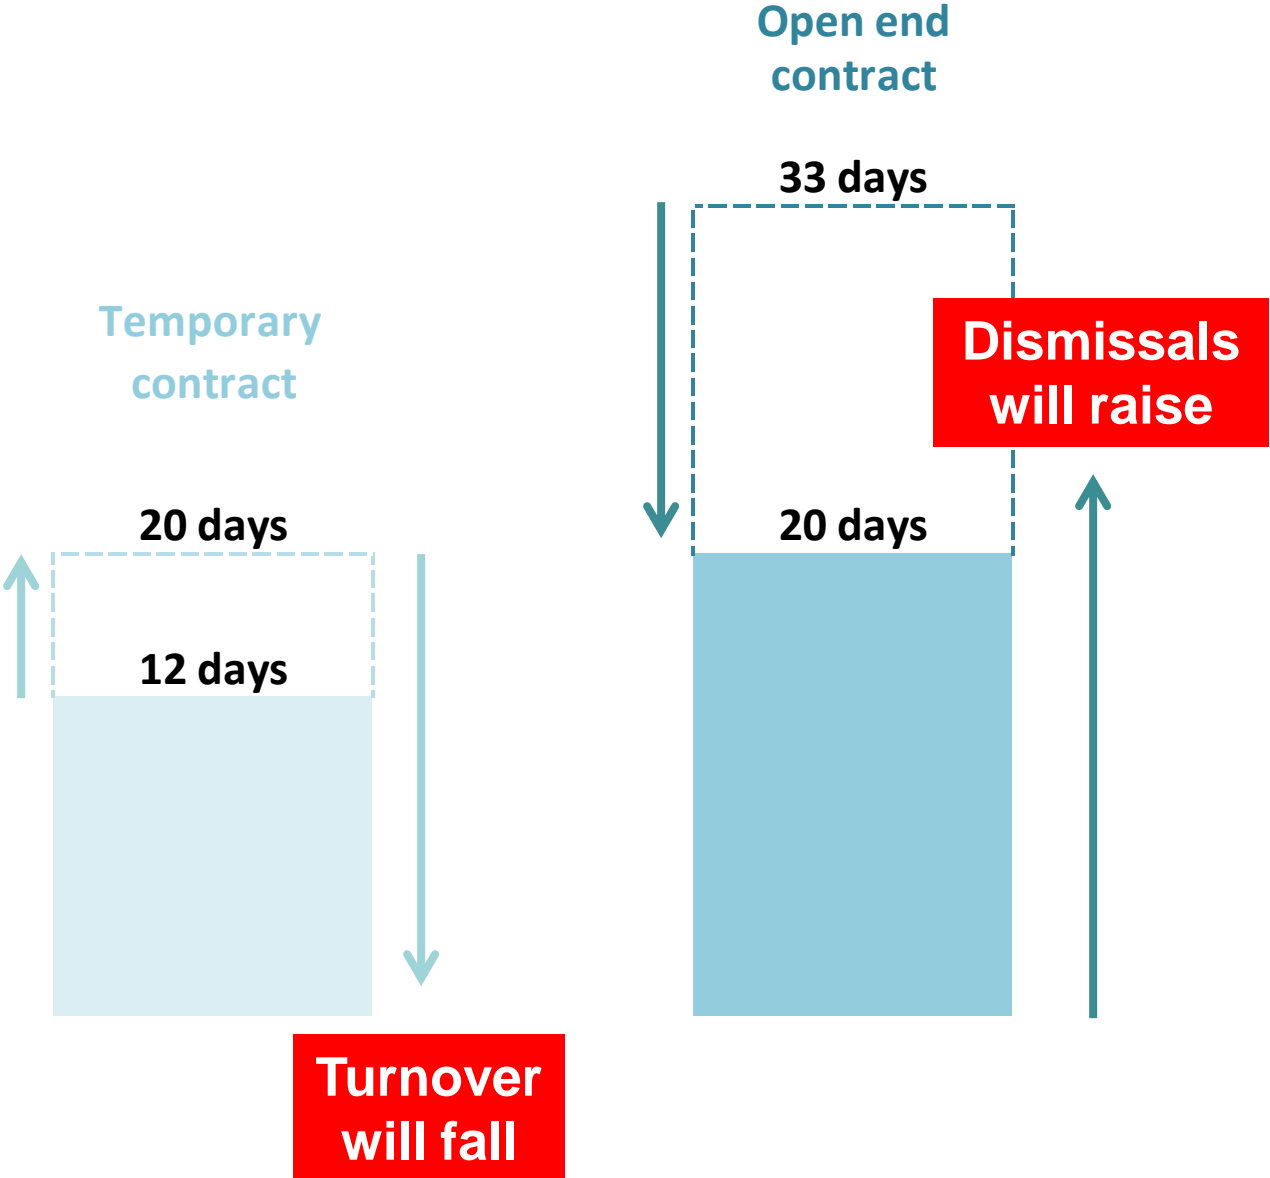 Open end
contract
33 days
Dismissals
will raise
20 days
Temporary
contract
20 days
12 days
Turnover
will fall